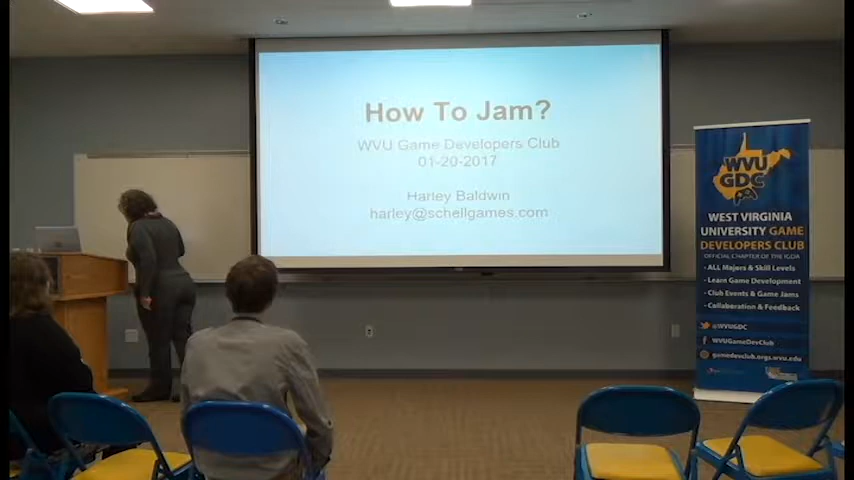 How To Jam?
WVU Game Developers Club
01-20-2017
Harley Baldwin
harley@schellgames.com
WVU
GDC
WEST VIRGINIA
UNIVERSITY GAME
DEVELOPERS CLUB
OFFICIAL CHAPTER OF THE IGDA
- ALL Majors & Skill Levels
- Learn Game Development
- Club Events & Game Jams
- Collaboration & Feedback
@WVUGDC
WVUGameDevClub
gamedevclub.orgs.wvu.edu